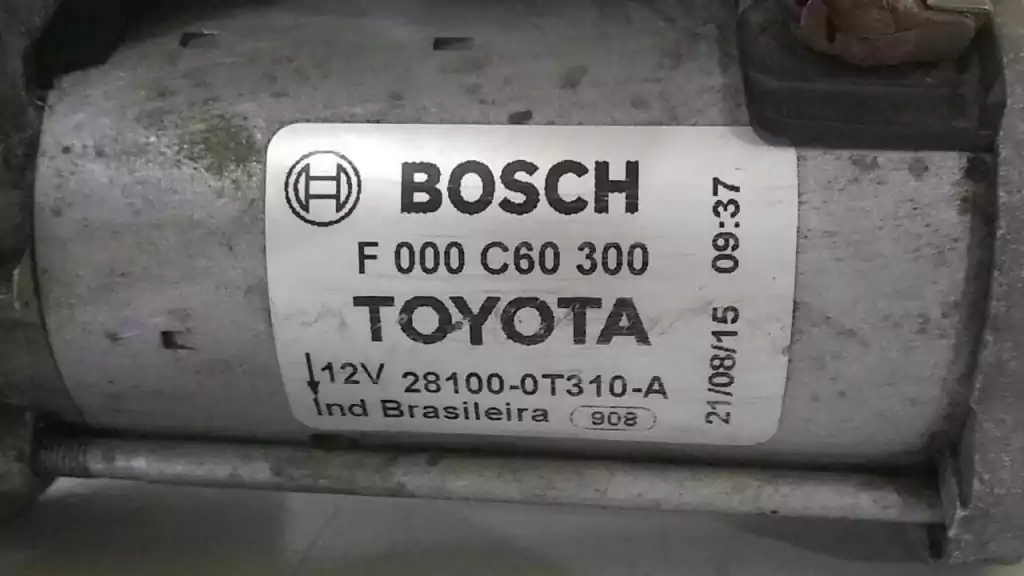 BOSCH
F 000 C60 300
TOYOTA
12V 28100-0T310-A
Ind Brasileira 908
21/08/15 09:37